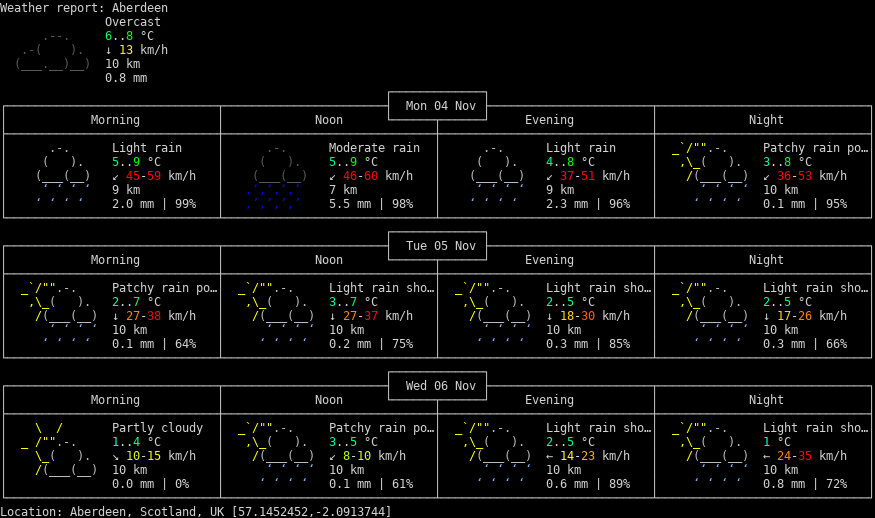 Weather report: Aberdeen
Overcast
6..8 °C
↓ 13 km/h
10 km
0.8 mm
Mon 04 Nov
Morning Noon Evening Night
Light rain Moderate rain Light rain Patchy rain po…
5..9 °C 5..9 °C 4..8 °C 3..8 °C
↙ 45-59 km/h ↙ 46-60 km/h ↙ 37-51 km/h ↙ 36-53 km/h
9 km 7 km 9 km 10 km
2.0 mm | 99% 5.5 mm | 98% 2.3 mm | 96% 0.1 mm | 95%
Tue 05 Nov
Morning Noon Evening Night
Patchy rain po… Light rain sho… Light rain sho… Light rain sho…
2..7 °C 3..7 °C 2..5 °C 2..5 °C
↓ 27-38 km/h ↓ 27-37 km/h ↓ 18-30 km/h ↓ 17-26 km/h
10 km 10 km 10 km 10 km
0.1 mm | 64% 0.2 mm | 75% 0.3 mm | 85% 0.3 mm | 66%
Wed 06 Nov
Morning Noon Evening Night
Partly cloudy Patchy rain po… Light rain sho… Light rain sho…
1..4 °C 3..5 °C 2..5 °C 1 °C
↘ 10-15 km/h ↙ 8-10 km/h ← 14-23 km/h ← 24-35 km/h
10 km 10 km 10 km 10 km
0.0 mm | 0% 0.1 mm | 61% 0.6 mm | 89% 0.8 mm | 72%
Location: Aberdeen, Scotland, UK [57.1452452,-2.0913744]